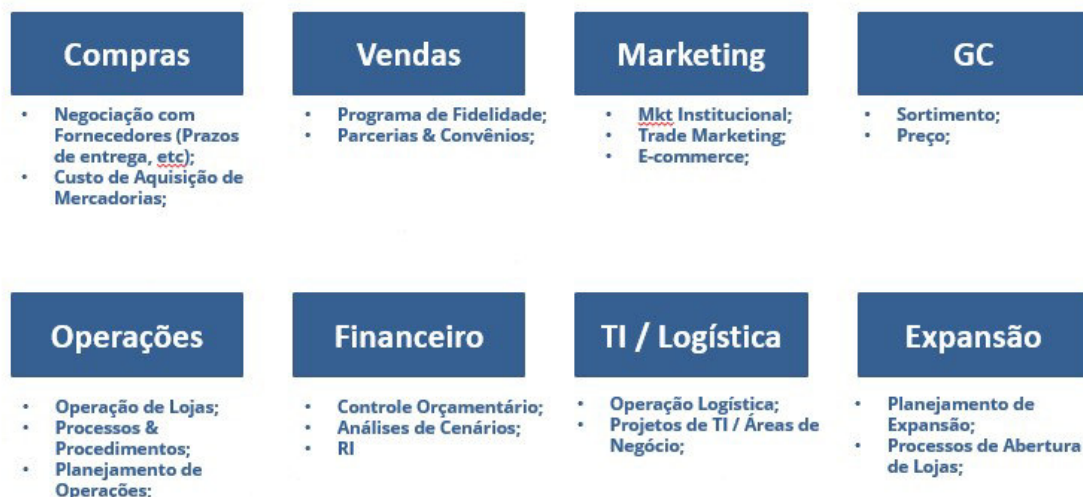 Compras
• Negociação com
Fornecedores (Prazos
de entrega, etc);
• Custo de Aquisição de
Mercadorias;
Vendas
• Programa de Fidelidade;
• Parcerias & Convênios;
Marketing
• Mkt Institucional;
• Trade Marketing;
• E-commerce;
GC
• Sortimento;
• Preço;
Operações
• Operação de Lojas;
• Processos &
Procedimentos;
• Planejamento de
Operações;
Financeiro
• Controle Orçamentário;
• Análises de Cenários;
• RI
TI / Logística
• Operação Logística;
• Projetos de TI / Áreas de
Negócio;
Expansão
• Planejamento de
Expansão;
• Processos de Abertura
de Lojas;